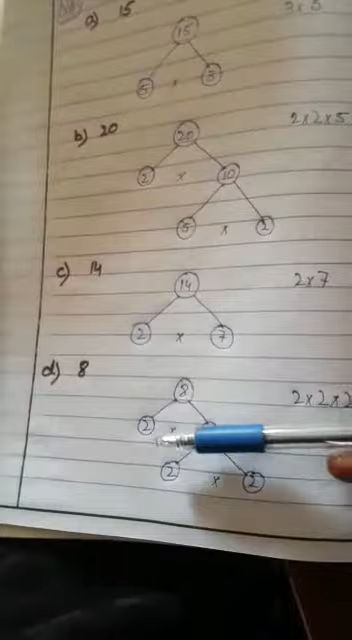 a) 15
15
5 x 3
b) 20 2x2x5
20
2 x 10
5 x 2
c) 14 2x7
14
2 x 7
d) 8 2x2x2
8
2 x
2 x 2